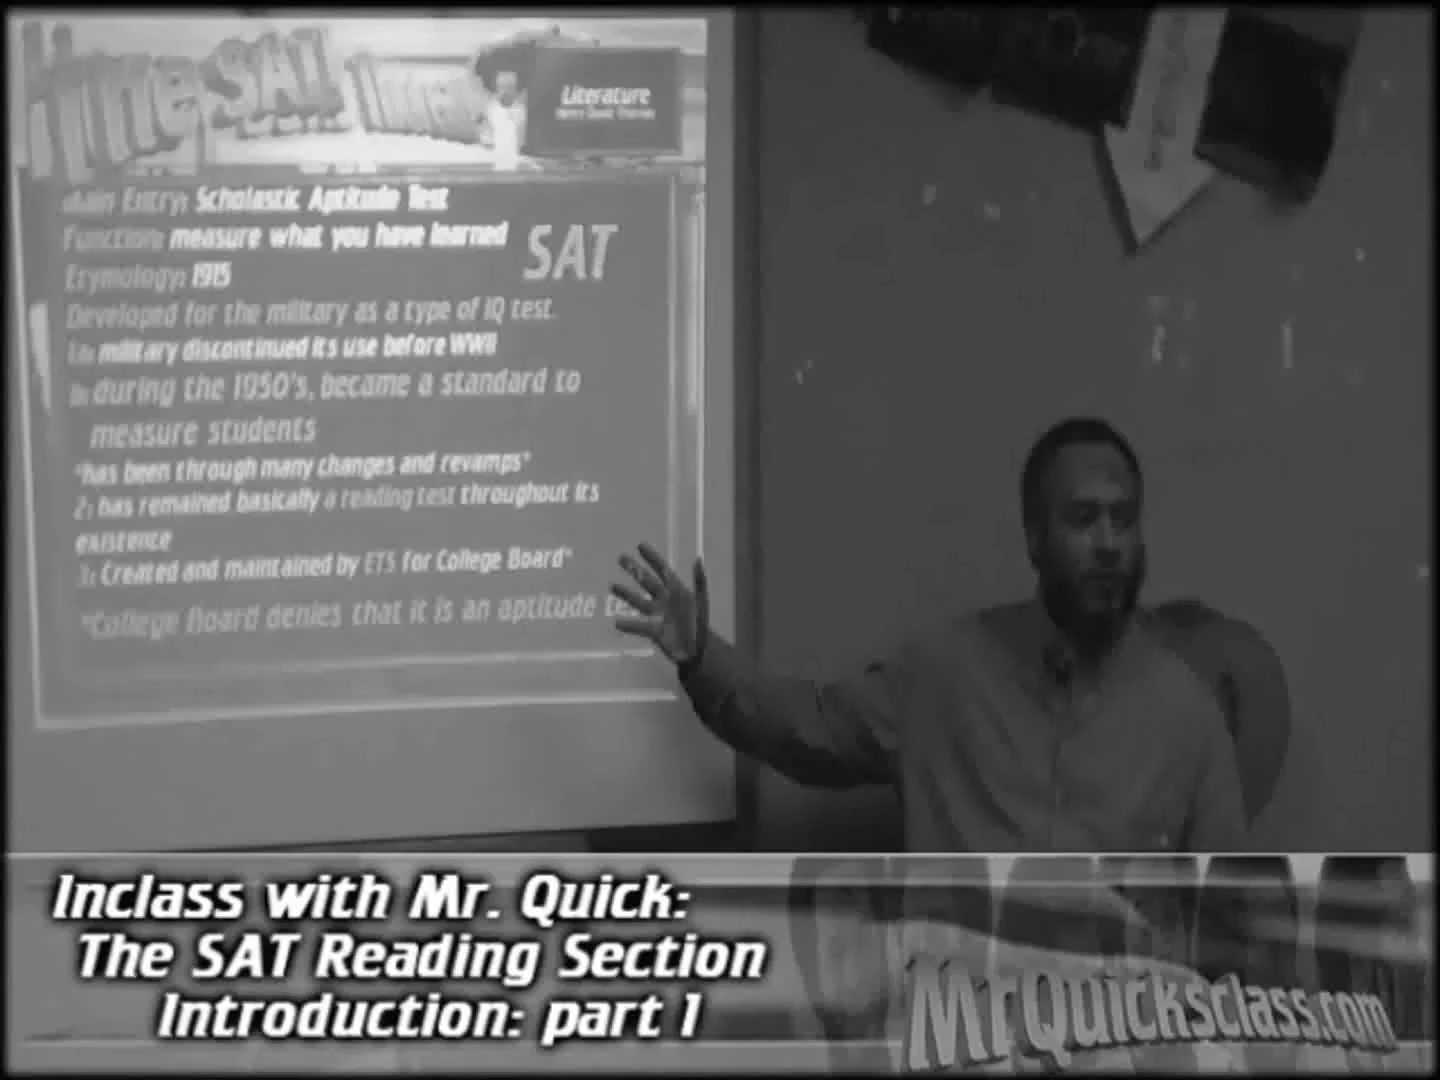 The SAT
Literature
Main Entry: Scholastic Aptitude Test
Function: measure what you have learned
SAT
Etymology: 1915
Developed for the military as a type of IQ test.
1a: military discontinued its use before WWII
b: during the 1950's, became a standard to
measure students
*has been through many changes and revamps*
2: has remained basically a reading test throughout its
existence
3: Created and maintained by ETS for College Board*
*College Board denies that it is an aptitude
Inclass with Mr. Quick:
The SAT Reading Section
Introduction: part 1
MrQuicksclass.com